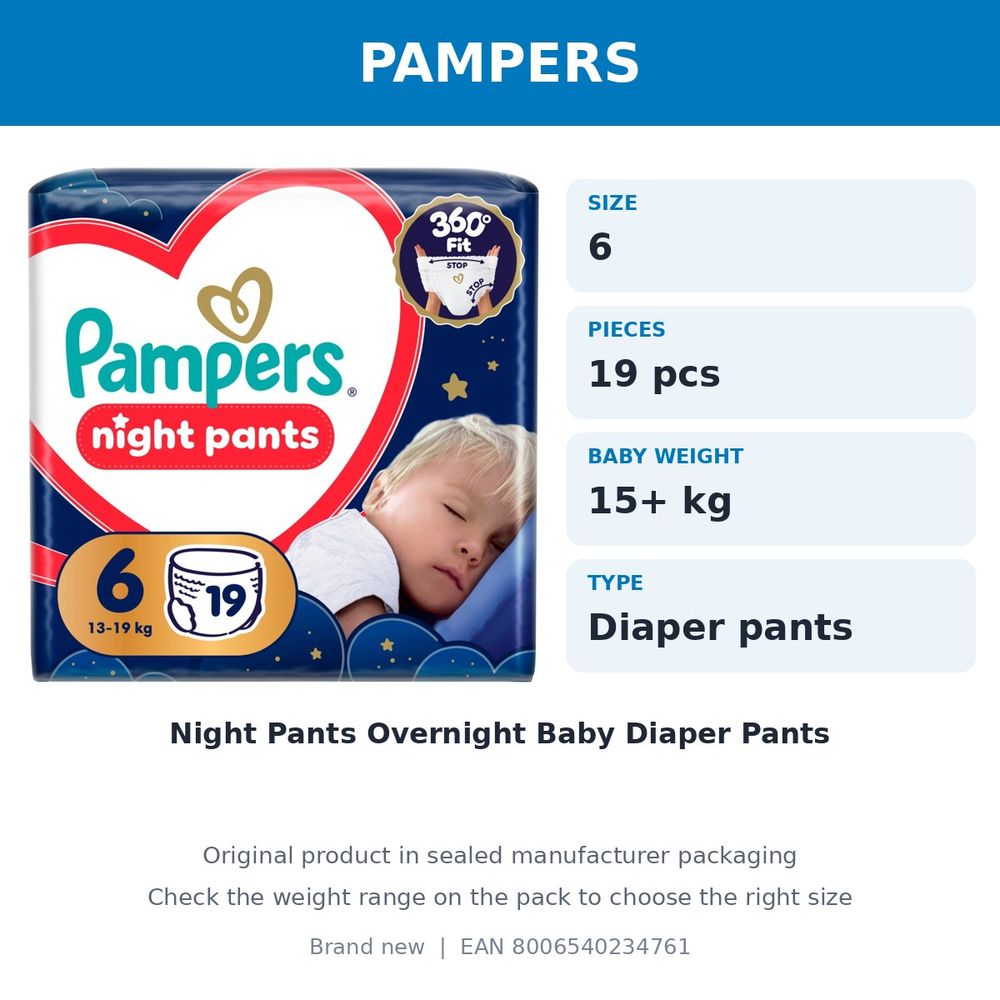 PAMPERS
360°
Fit
STOP
STOP
Pampers®
night pants
6
19
13-19 kg
SIZE
6
PIECES
19 pcs
BABY WEIGHT
15+ kg
TYPE
Diaper pants
Night Pants Overnight Baby Diaper Pants
Original product in sealed manufacturer packaging
Check the weight range on the pack to choose the right size
Brand new | EAN 8006540234761